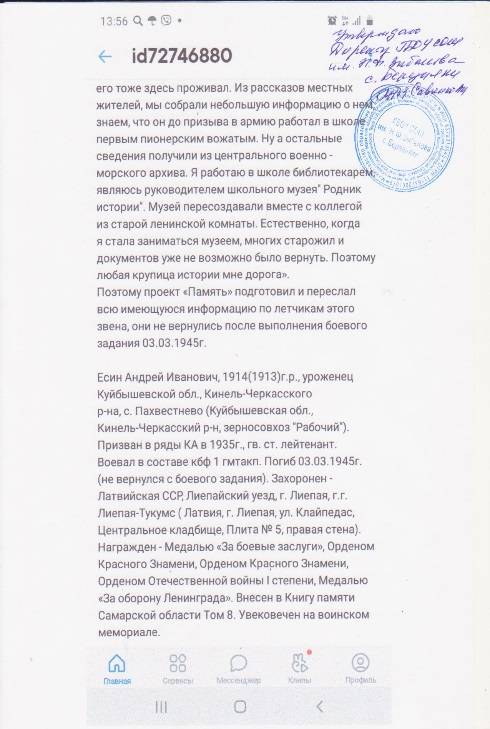 13:56
Утверждаю
id72746880
с. Берёзняки
его тоже здесь проживал. Из рассказов местных
жителей, мы собрали небольшую информацию о нем,
знаем, что он до призыва в армию работал в школе
первым пионерским вожатым. Ну а остальные
сведения получили из центрального военно -
морского архива. Я работаю в школе библиотекарем,
являюсь руководителем школьного музея" Родник
истории". Музей пересоздавали вместе с коллегой
из старой ленинской комнаты. Естественно, когда
я стала заниматься музеем, многих старожил и
документов уже не возможно было вернуть. Поэтому
любая крупица истории мне дорога».
Поэтому проект «Память» подготовил и переслал
всю имеющуюся информацию по летчикам этого
звена, они не вернулись после выполнения боевого
задания 03.03.1945г.
Есин Андрей Иванович, 1914(1913)г.р., уроженец
Куйбышевской обл., Кинель-Черкасского
р-на, с. Пахвестнево (Куйбышевская обл.,
Кинель-Черкасский р-н, зерносовхоз "Рабочий").
Призван в ряды КА в 1935г., гв. ст. лейтенант.
Воевал в составе кбф 1 гмтакп. Погиб 03.03.1945г.
(не вернулся с боевого задания). Захоронен -
Латвийская ССР, Лиепайский уезд, г. Лиепая, г.г.
Лиепая-Тукумс ( Латвия, г. Лиепая, ул. Клайпедас,
Центральное кладбище, Плита № 5, правая стена).
Награжден - Медалью «За боевые заслуги», Орденом
Красного Знамени, Орденом Красного Знамени,
Орденом Отечественной войны I степени, Медалью
«За оборону Ленинграда». Внесен в Книгу памяти
Самарской области Том 8. Увековечен на воинском
мемориале.
Главная Сервисы Мессенджер Клипы Профиль